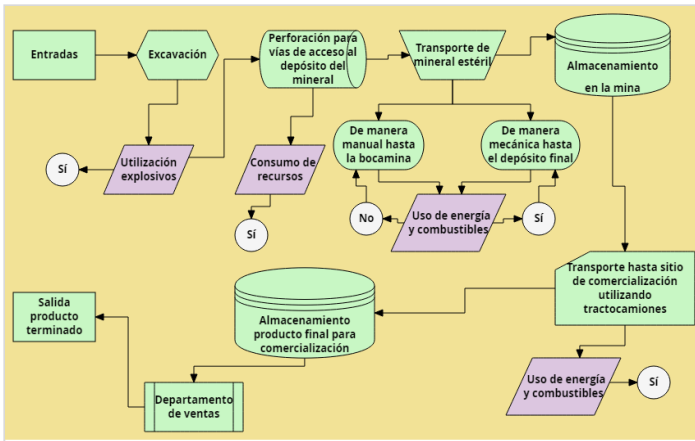 Entradas
Excavación
Perforación para
vías de acceso al
depósito del
mineral
Transporte de
mineral estéril
Almacenamiento
en la mina
Sí
Utilización
explosivos
Consumo de
recursos
Sí
De manera
manual hasta
la bocamina
De manera
mecánica hasta
el depósito final
No
Uso de energía
y combustibles
Sí
Transporte hasta sitio
de comercialización
utilizando
tractocamiones
Uso de energía
y combustibles
Sí
Almacenamiento
producto final para
comercialización
Departamento
de ventas
Salida
producto
terminado